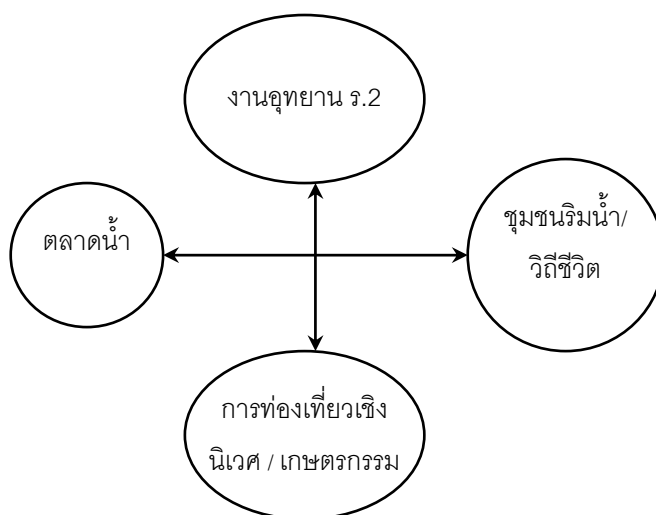 งานอุทยาน ร.2
ตลาดน้ำ
ชุมชนริมน้ำ/
วิถีชีวิต
การท่องเที่ยวเชิง
นิเวศ / เกษตรกรรม